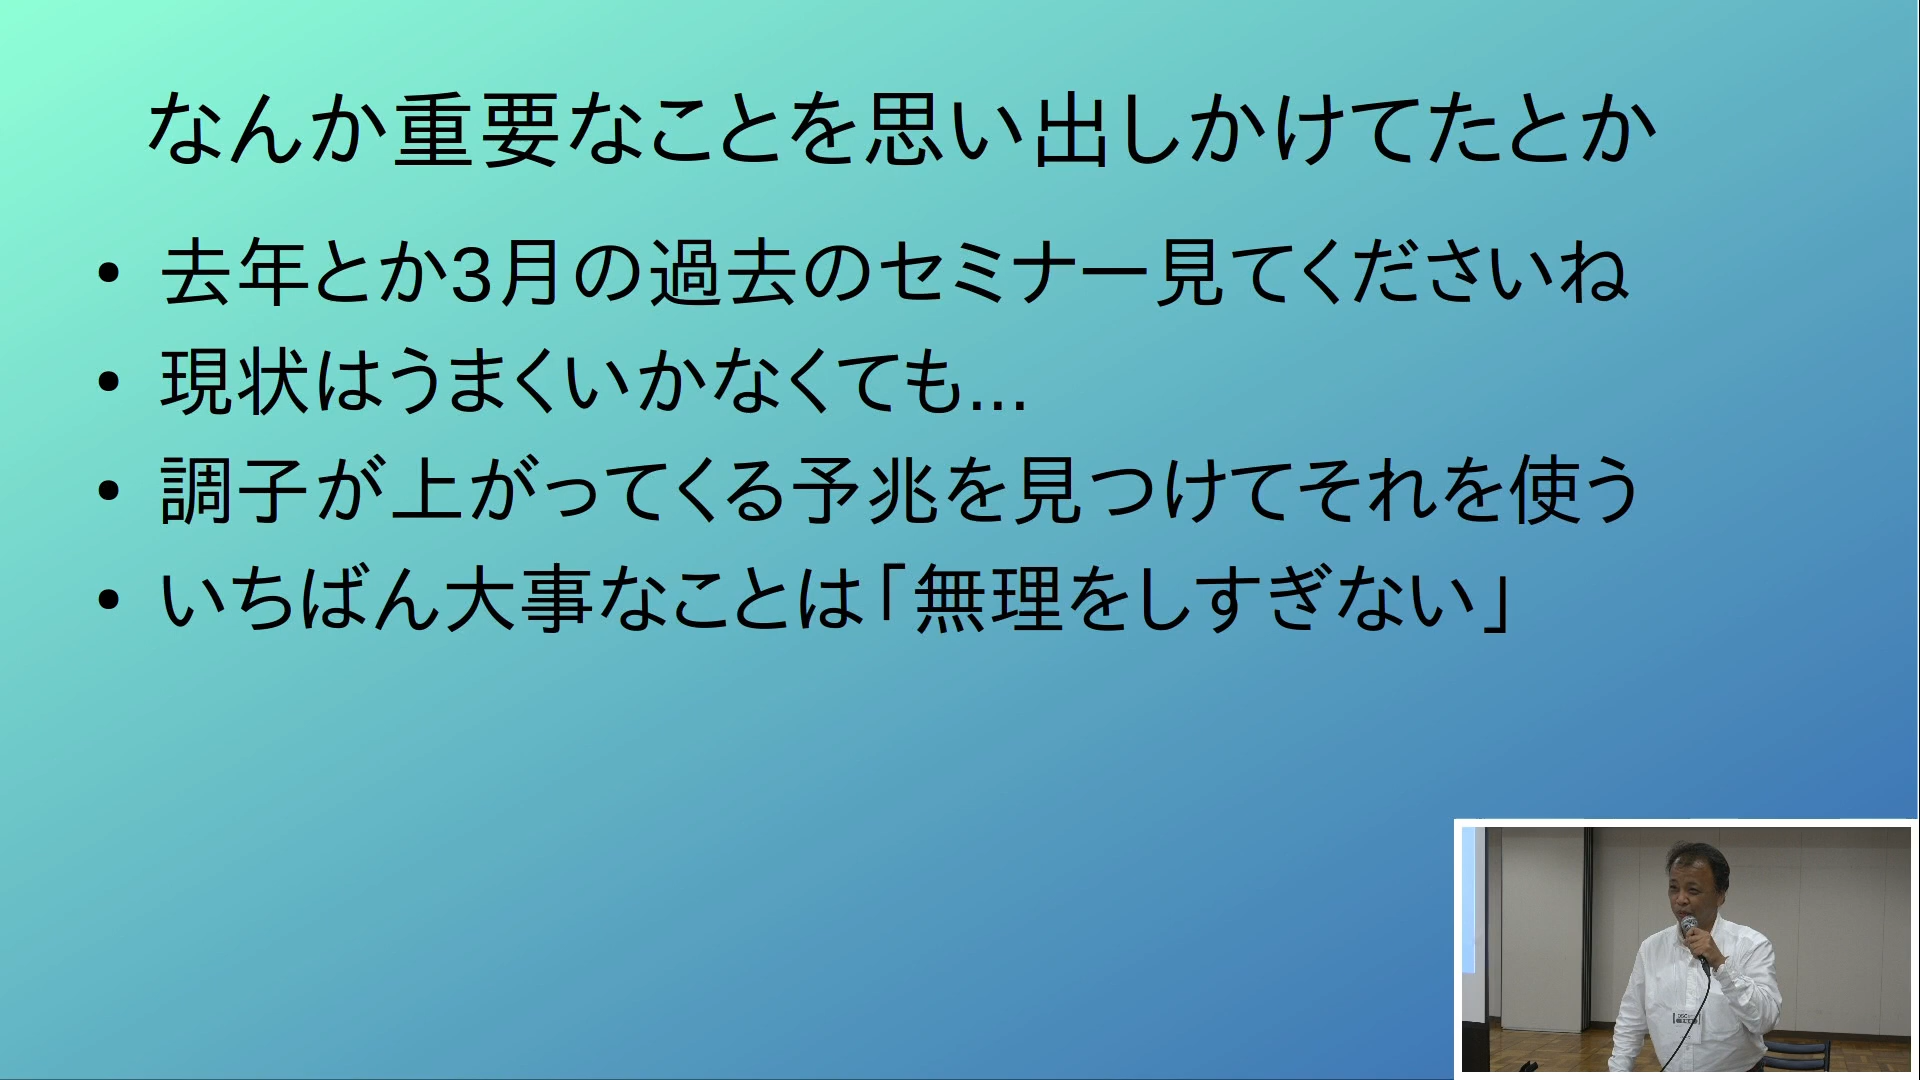 なんか重要なことを思い出しかけてたとか
• 去年とか3月の過去のセミナー見てくださいね
• 現状はうまくいかなくても...
• 調子が上がってくる予兆を見つけてそれを使う
• いちばん大事なことは「無理をしすぎない」